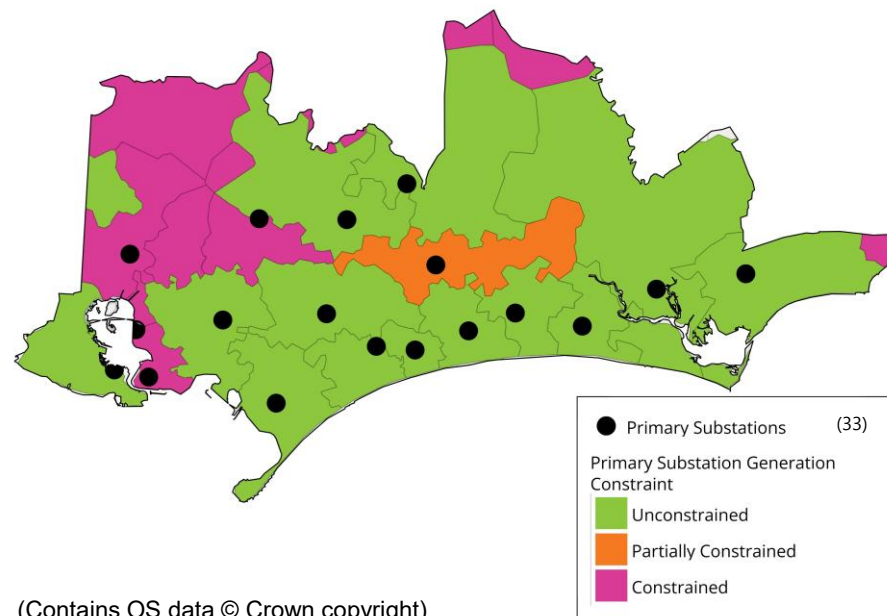 Primary Substations (33)
Primary Substation Generation
Constraint
Unconstrained
Partially Constrained
Constrained
(Contains OS data © Crown copyright)